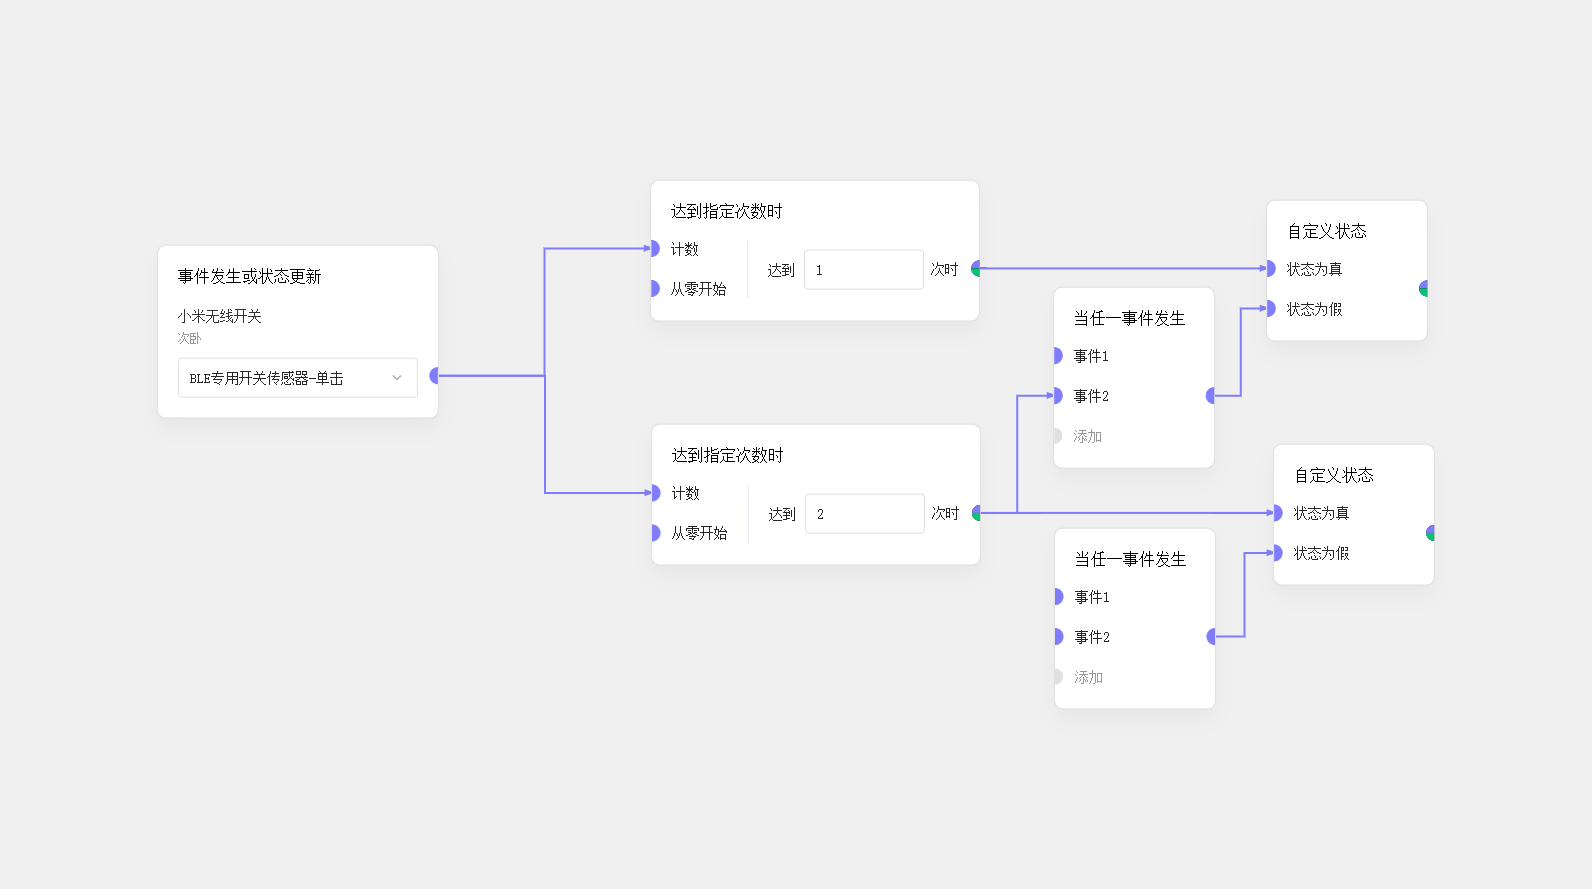 事件发生或状态更新
小米无线开关
次卧
BLE专用开关传感器-单击
达到指定次数时
计数
从零开始
达到 1 次时
达到指定次数时
计数
从零开始
达到 2 次时
当任一事件发生
事件1
事件2
添加
当任一事件发生
事件1
事件2
添加
自定义状态
状态为真
状态为假
自定义状态
状态为真
状态为假